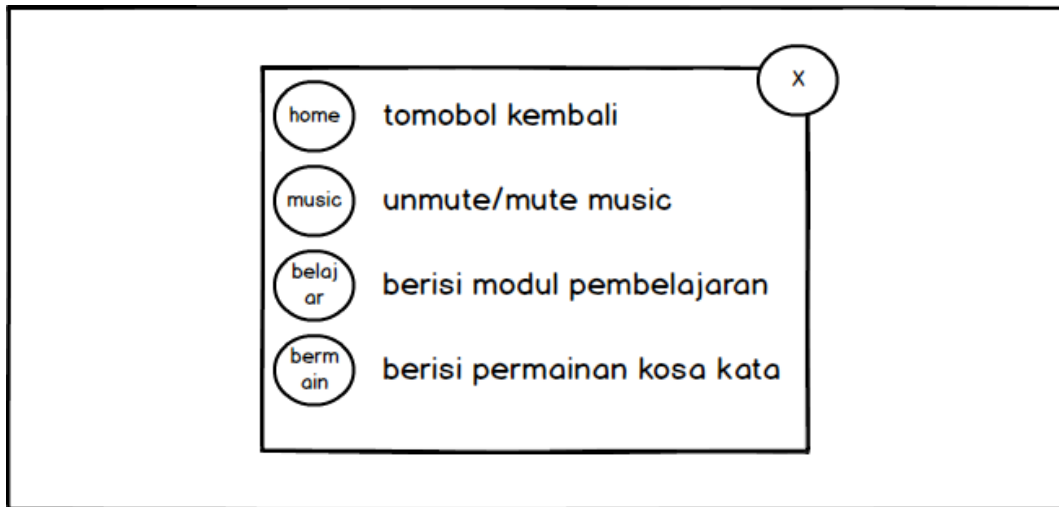 X
home tomobol kembali
music unmute/mute music
belaj
ar
berisi modul pembelajaran
berm
ain
berisi permainan kosa kata